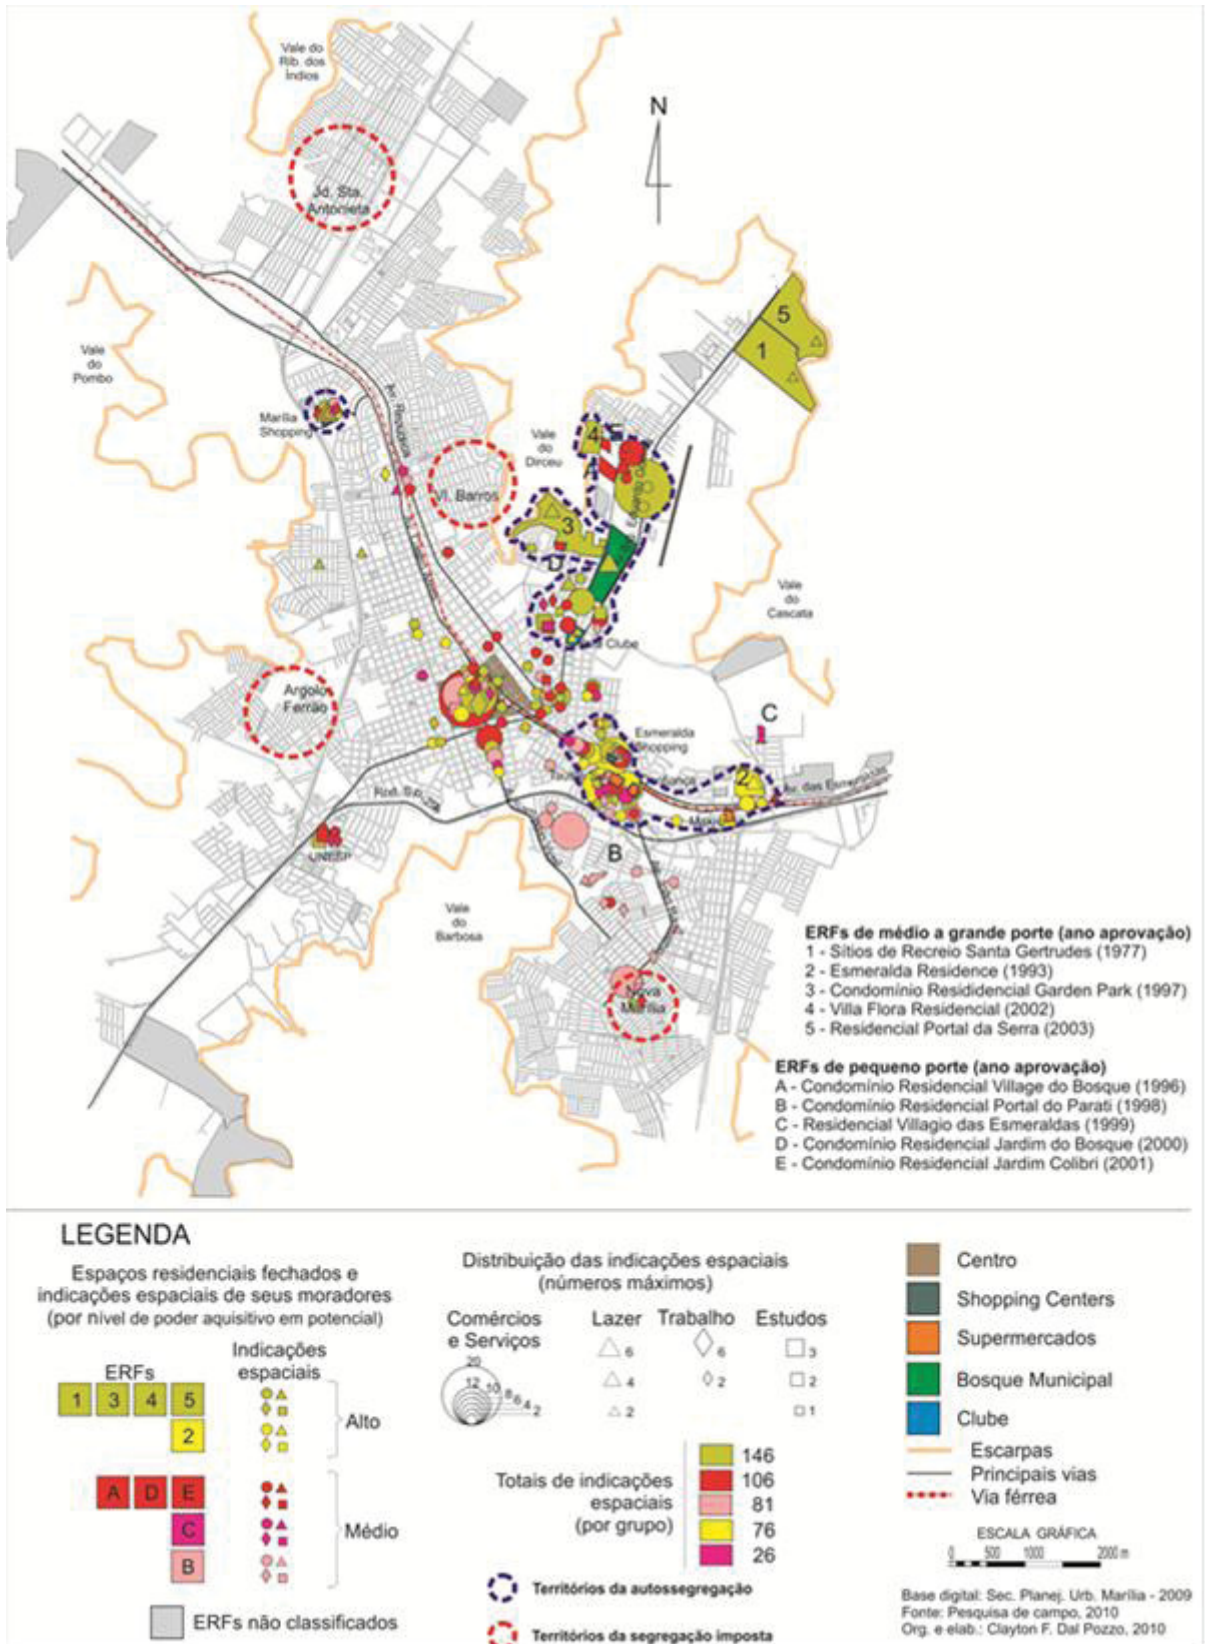 Vale do
Rib. dos
Índios
N
Jd. Sta.
Antonieta
5
1
Vale
do
Pombo
Marília
Shopping
Vale
do
Dirceu
4
E
A
Vl. Barros
3
D
Vale
do
Cascata
Clube
Argolo
Ferrão
C
Esmeralda
Shopping
2
Av. das Esmeraldas
UNESP
B
Vale
do
Barbosa
Nova
Marília
ERFs de médio a grande porte (ano aprovação)
1 - Sítios de Recreio Santa Gertrudes (1977)
2 - Esmeralda Residence (1993)
3 - Condomínio Resididencial Garden Park (1997)
4 - Villa Flora Residencial (2002)
5 - Residencial Portal da Serra (2003)
ERFs de pequeno porte (ano aprovação)
A - Condomínio Residencial Village do Bosque (1996)
B - Condomínio Residencial Portal do Parati (1998)
C - Residencial Villagio das Esmeraldas (1999)
D - Condomínio Residencial Jardim do Bosque (2000)
E - Condomínio Residencial Jardim Colibri (2001)
LEGENDA
Espaços residenciais fechados e
indicações espaciais de seus moradores
(por nível de poder aquisitivo em potencial)
ERFs
Indicações
espaciais
1 3 4 5
2
Alto
A D E
C
B
Médio
ERFs não classificados
Distribuição das indicações espaciais
(números máximos)
Comércios
e Serviços
20
12 10 8 6 4 2
Lazer
6
4
2
Trabalho
6
2
Estudos
3
2
1
Totais de indicações
espaciais
(por grupo)
146
106
81
76
26
Territórios da autossegregação
Territórios da segregação imposta
Centro
Shopping Centers
Supermercados
Bosque Municipal
Clube
Escarpas
Principais vias
Via férrea
ESCALA GRÁFICA
0 500 1000 2000 m
Base digital: Sec. Planej. Urb. Marília - 2009
Fonte: Pesquisa de campo, 2010
Org. e elab.: Clayton F. Dal Pozzo, 2010